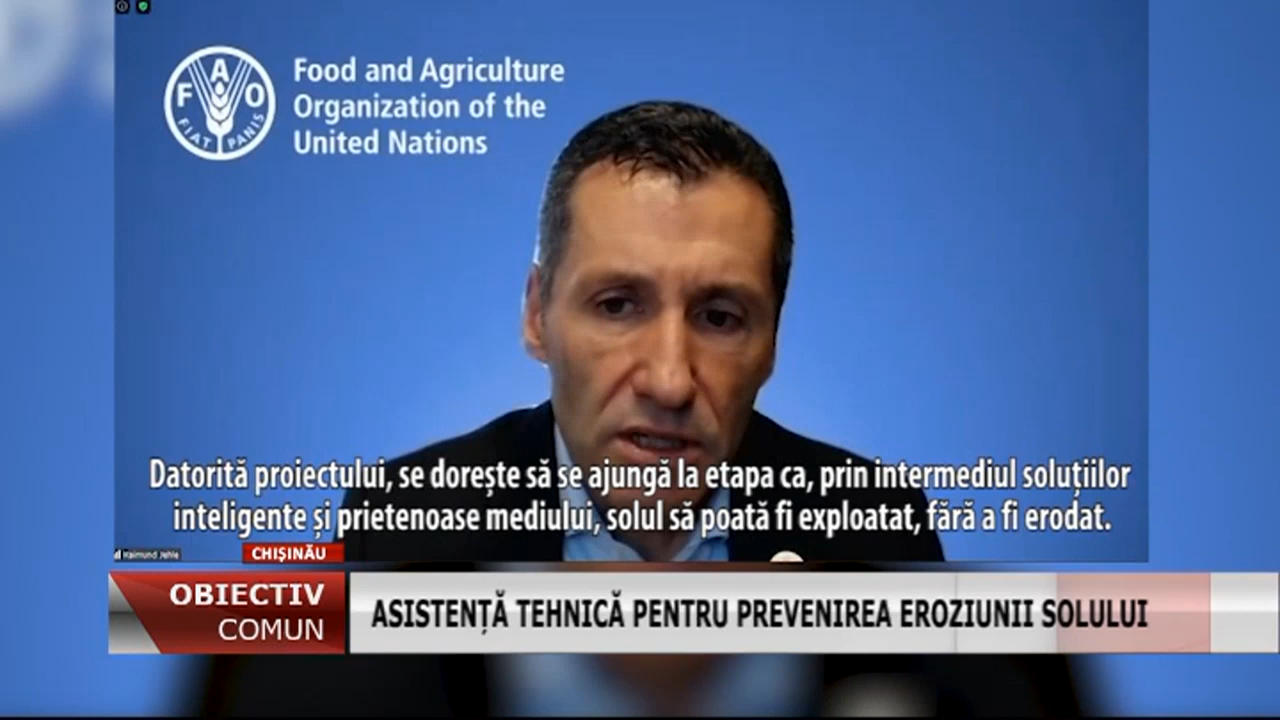 FAO
FIAT PANIS
Food and Agriculture
Organization of the
United Nations
Datorită proiectului, se dorește să se ajungă la etapa ca, prin intermediul soluțiilor
inteligente și prietenoase mediului, solul să poată fi exploatat, fără a fi erodat.
Raimund Jehle
CHIȘINĂU
OBIECTIV
COMUN
ASISTENȚĂ TEHNICĂ PENTRU PREVENIREA EROZIUNII SOLULUI